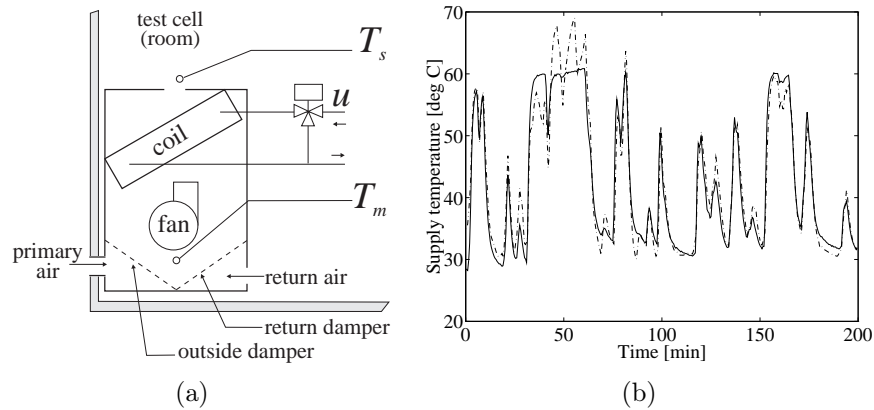 test cell
(room)
T_s
u
coil
fan
T_m
primary
air
return air
return damper
outside damper
(a)
Supply temperature [deg C]
70
60
50
40
30
20
0
50
100
150
200
Time [min]
(b)